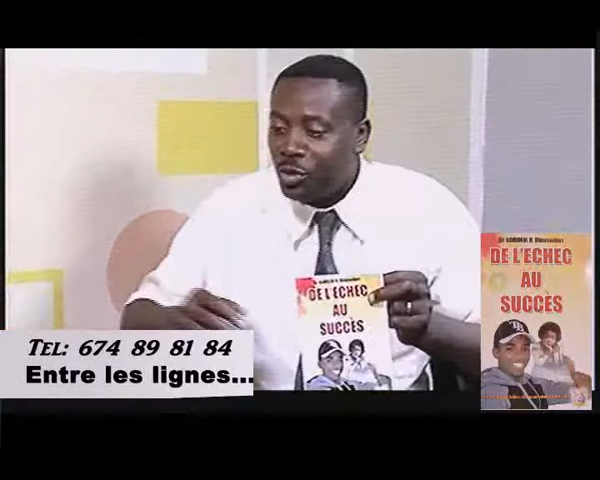 DE L'ECHEC
AU
SUCCÈS
DE L'ECHEC
AU
SUCCÈS
TEL: 674 89 81 84
Entre les lignes...